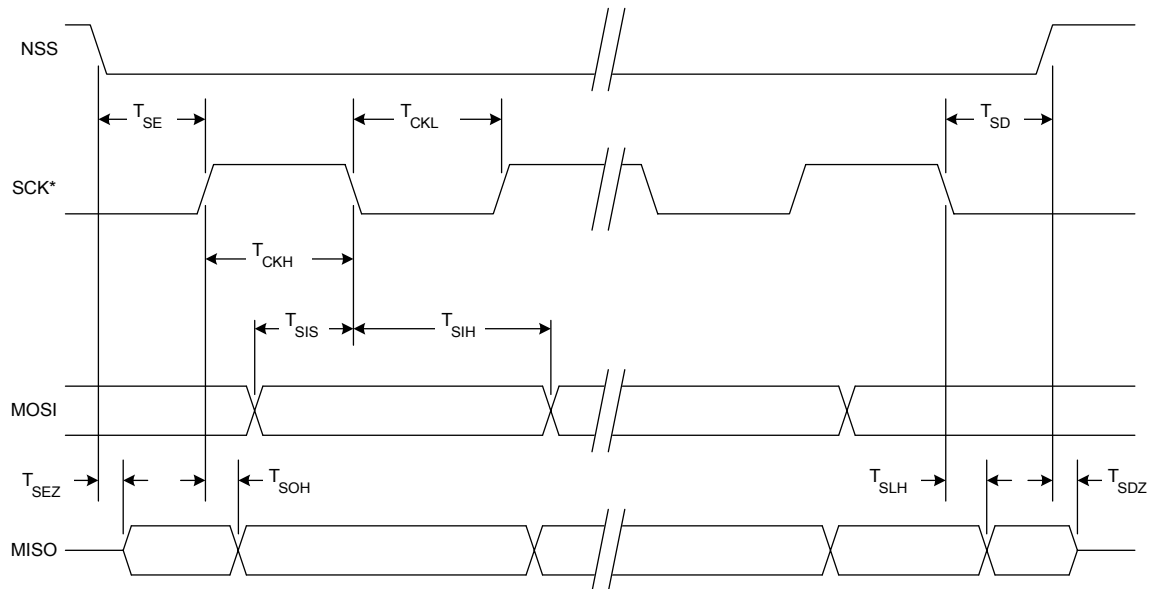 NSS
T_SE
T_CKL
T_SD
SCK*
T_CKH
T_SIS
T_SIH
MOSI
T_SEZ
T_SOH
T_SLH
T_SDZ
MISO